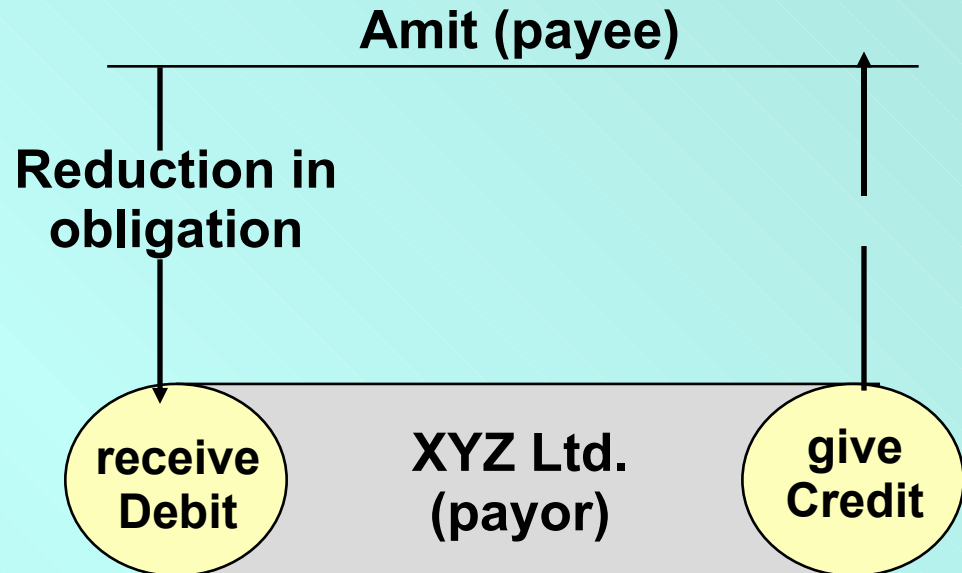 Amit (payee)
Reduction in
obligation
receive
Debit
XYZ Ltd.
(payor)
give
Credit